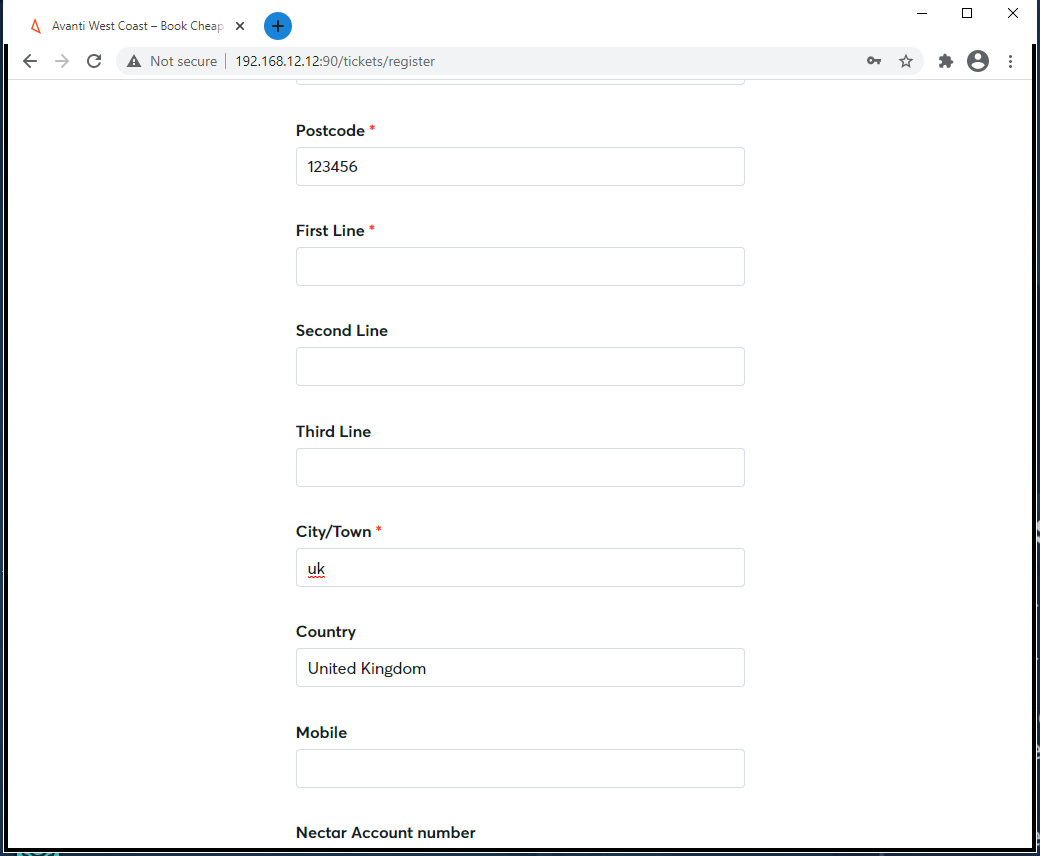 Avanti West Coast – Book Cheap
Not secure
192.168.12.12:90/tickets/register
Postcode *
123456
First Line *
Second Line
Third Line
City/Town *
uk
Country
United Kingdom
Mobile
Nectar Account number